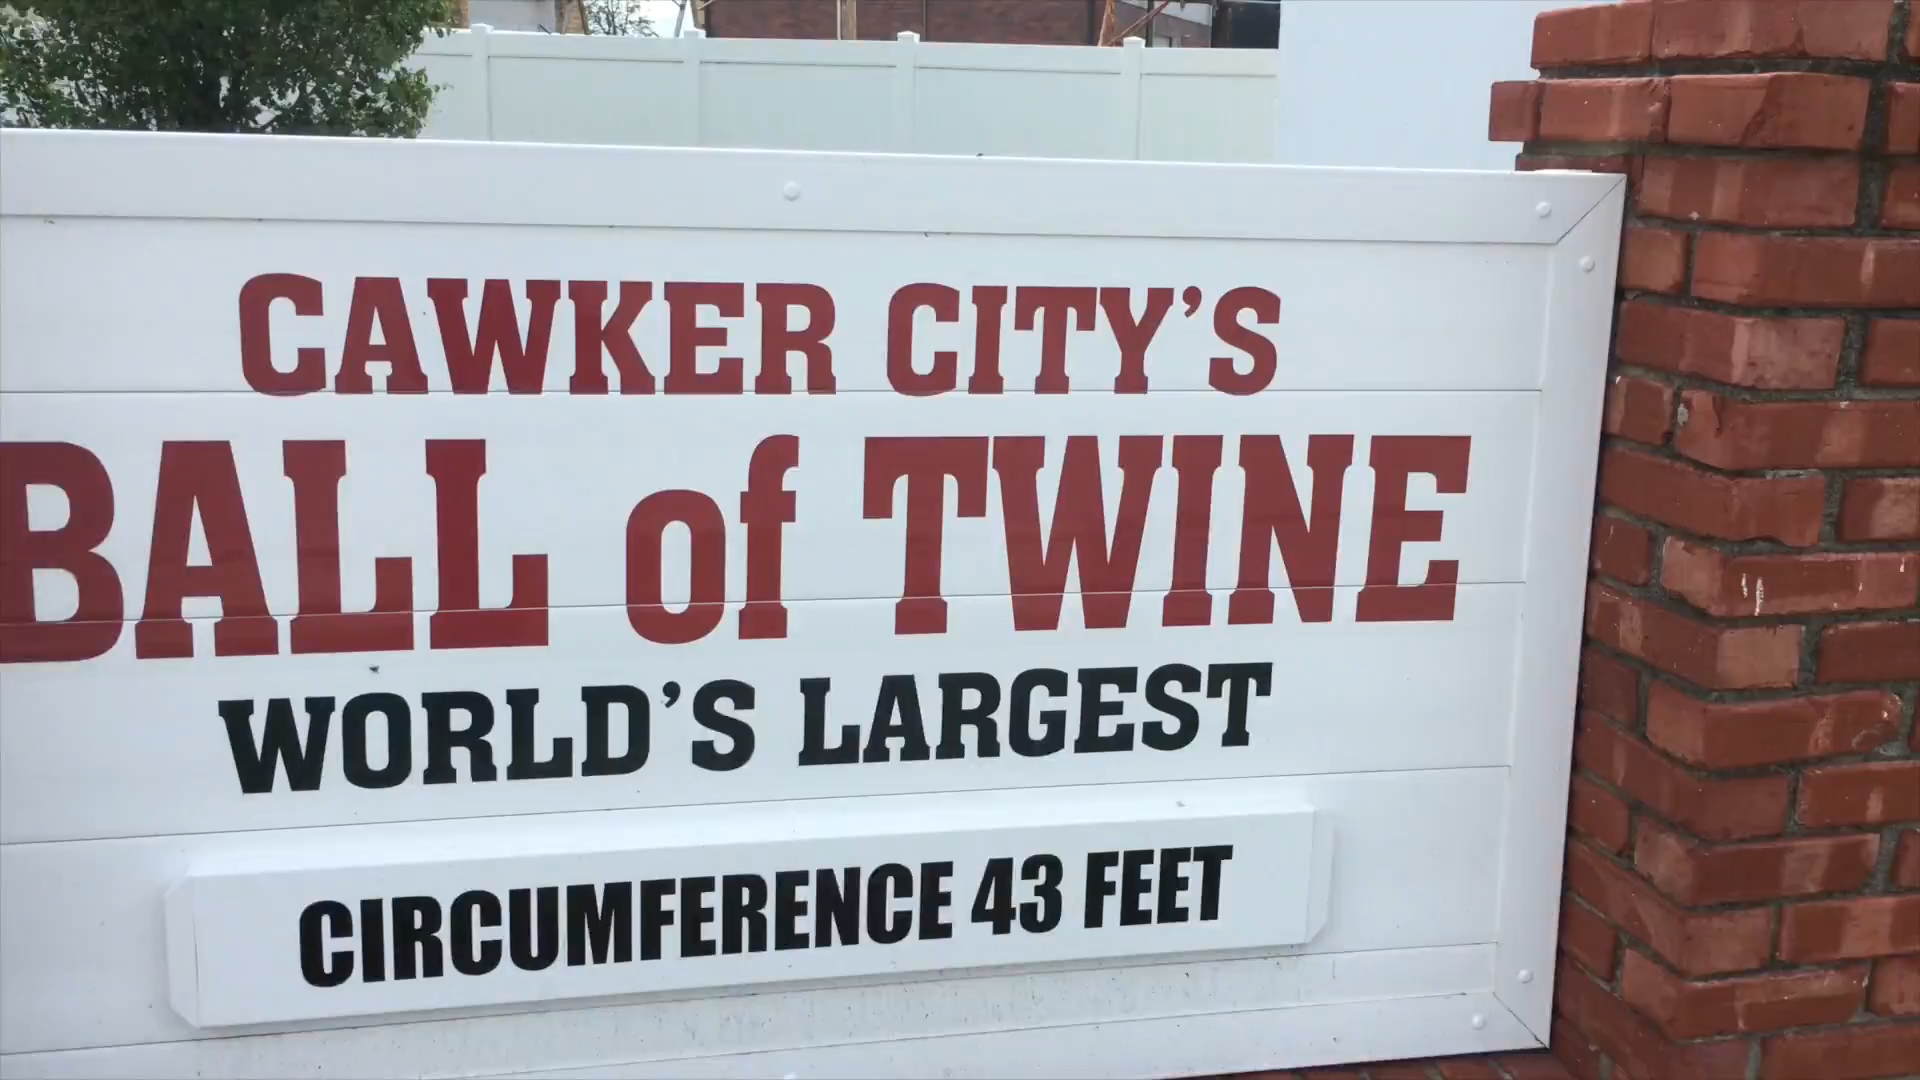 CAWKER CITY'S
BALL of TWINE
WORLD'S LARGEST
CIRCUMFERENCE 43 FEET